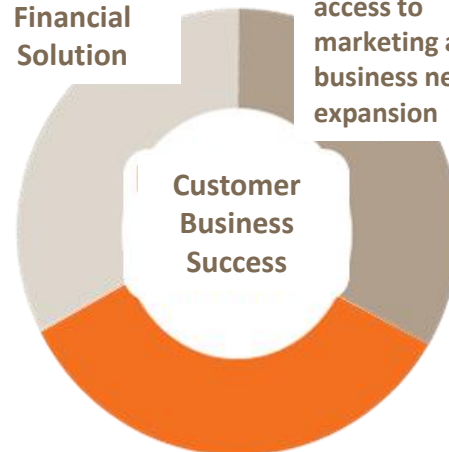 Financial
Solution
access to
marketing a
business ne
expansion
Customer
Business
Success